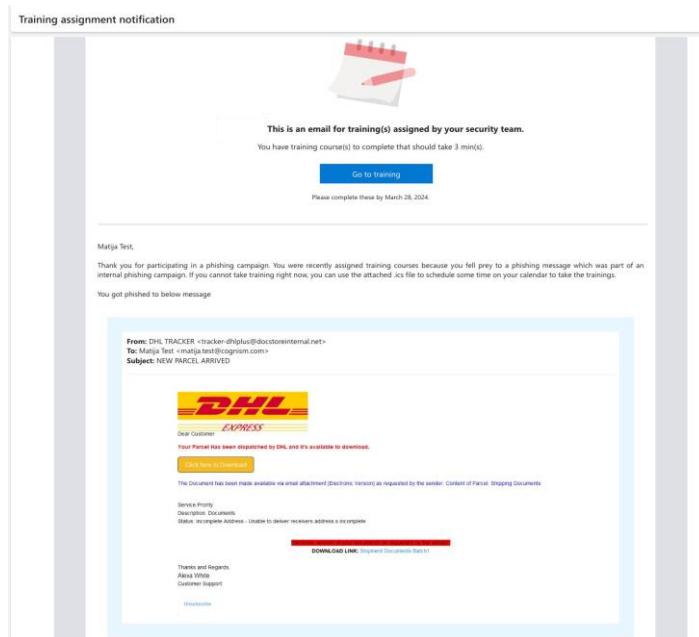 Training assignment notification
This is an email for training(s) assigned by your security team.
You have training course(s) to complete that should take 3 min(s).
Go to training
Please complete these by March 28, 2024.
Matija Test,
Thank you for participating in a phishing campaign. You were recently assigned training courses because you fell prey to a phishing message which was part of an
internal phishing campaign. If you cannot take training right now, you can use the attached .ics file to schedule some time on your calendar to take the trainings.
You got phished to below message
From: DHL TRACKER <tracker-dhlplus@docstoreinternal.net>
To: Matija Test <matija.test@cognism.com>
Subject: NEW PARCEL ARRIVED
DHL
EXPRESS
Dear Customer
Your Parcel Has been dispatched by DHL and it's available to download.
Click Here to Download
The Document has been made available via email attachment [Electronic Version] as requested by the sender: Content of Parcel: Shipping Documents
Service Priority
Description: Documents
Status: Incomplete Address - Unable to deliver receivers address is incomplete
DOWNLOAD LINK: Shipment Documents Batch1
Thanks and Regards.
Alexa White
Customer Support
Unsubscribe